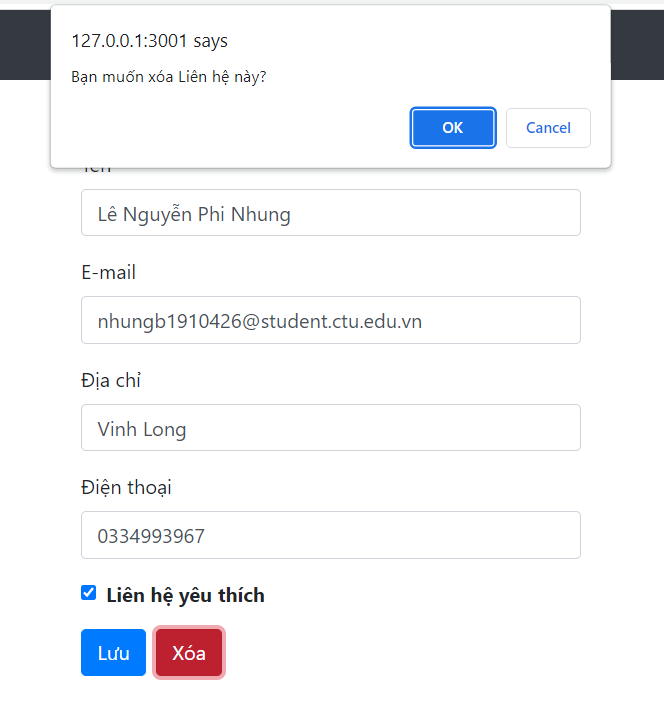 127.0.0.1:3001 says
Bạn muốn xóa Liên hệ này?
OK
Cancel
Tên
Lê Nguyễn Phi Nhung
E-mail
nhungb1910426@student.ctu.edu.vn
Địa chỉ
Vinh Long
Điện thoại
0334993967
Liên hệ yêu thích
Lưu
Xóa